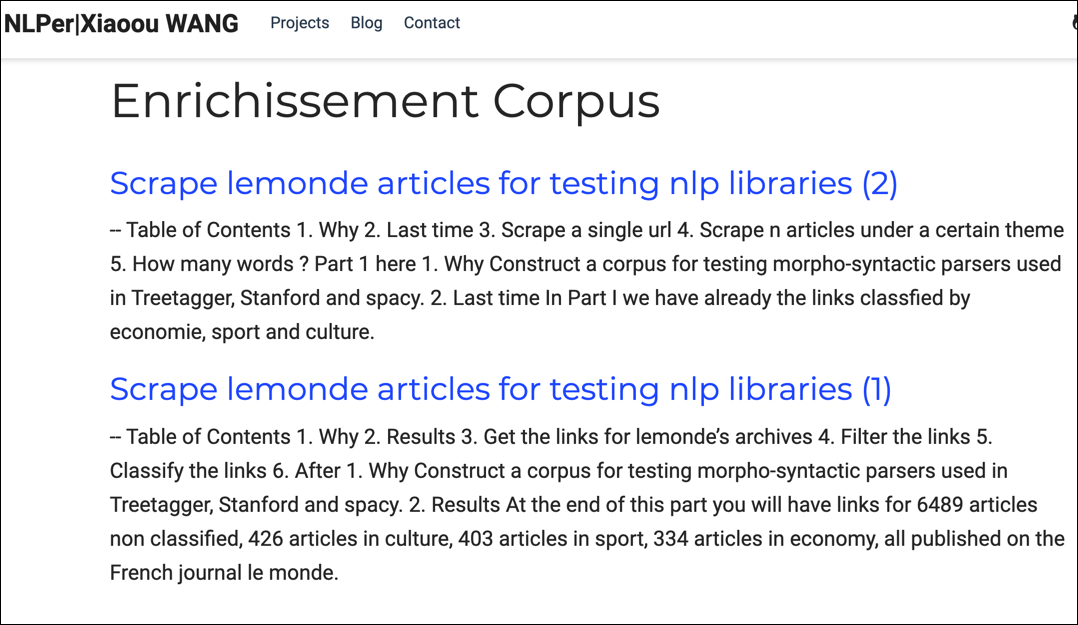 NLPer|Xiaoou WANG Projects Blog Contact
Enrichissement Corpus
Scrape lemonde articles for testing nlp libraries (2)
-- Table of Contents 1. Why 2. Last time 3. Scrape a single url 4. Scrape n articles under a certain theme
5. How many words ? Part 1 here 1. Why Construct a corpus for testing morpho-syntactic parsers used
in Treetagger, Stanford and spacy. 2. Last time In Part I we have already the links classfied by
economie, sport and culture.
Scrape lemonde articles for testing nlp libraries (1)
-- Table of Contents 1. Why 2. Results 3. Get the links for lemonde’s archives 4. Filter the links 5.
Classify the links 6. After 1. Why Construct a corpus for testing morpho-syntactic parsers used in
Treetagger, Stanford and spacy. 2. Results At the end of this part you will have links for 6489 articles
non classified, 426 articles in culture, 403 articles in sport, 334 articles in economy, all published on the
French journal le monde.